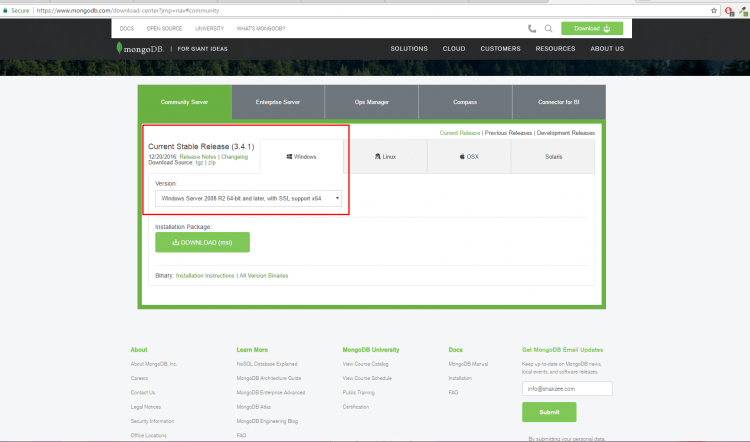 Secure | https://www.mongodb.com/download-center?jmp=nav#community
DOCS OPEN SOURCE UNIVERSITY WHAT'S MONGODB? Download
mongoDB. | FOR GIANT IDEAS SOLUTIONS CLOUD CUSTOMERS RESOURCES ABOUT US
Community Server Enterprise Server Ops Manager Compass Connector for BI
Current Release | Previous Releases | Development Releases
Current Stable Release (3.4.1)
12/20/2016: Release Notes | Changelog
Download Source: tgz | zip
Windows Linux OSX Solaris
Version:
Windows Server 2008 R2 64-bit and later, with SSL support x64
Installation Package:
DOWNLOAD (msi)
Binary: Installation Instructions | All Version Binaries
About Learn More MongoDB University Docs Get MongoDB Email Updates
About MongoDB, Inc. NoSQL Database Explained View Course Catalog MongoDB Manual Keep up-to-date on MongoDB news,
local events, and software releases.
Careers MongoDB Architecture Guide View Course Schedule Installation
Contact Us MongoDB Enterprise Advanced Public Training FAQ info@shakzee.com
Legal Notices MongoDB Atlas Certification
Submit
Security Information MongoDB Engineering Blog
Office Locations FAQ
By submitting your personal data,